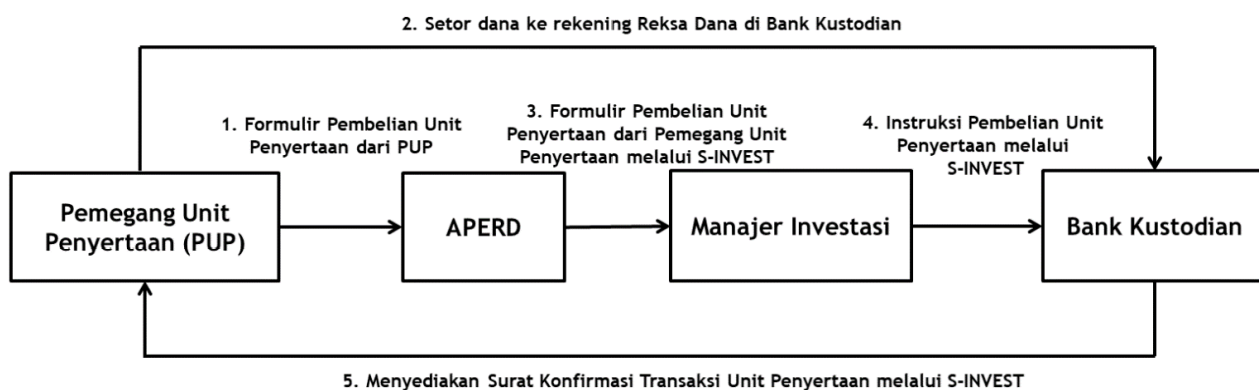 2. Setor dana ke rekening Reksa Dana di Bank Kustodian
1. Formulir Pembelian Unit
Penyertaan dari PUP
3. Formulir Pembelian Unit
Penyertaan dari Pemegang Unit
Penyertaan melalui S-INVEST
4. Instruksi Pembelian Unit
Penyertaan melalui
S-INVEST
Pemegang Unit
Penyertaan (PUP)
APERD
Manajer Investasi
Bank Kustodian
5. Menyediakan Surat Konfirmasi Transaksi Unit Penyertaan melalui S-INVEST